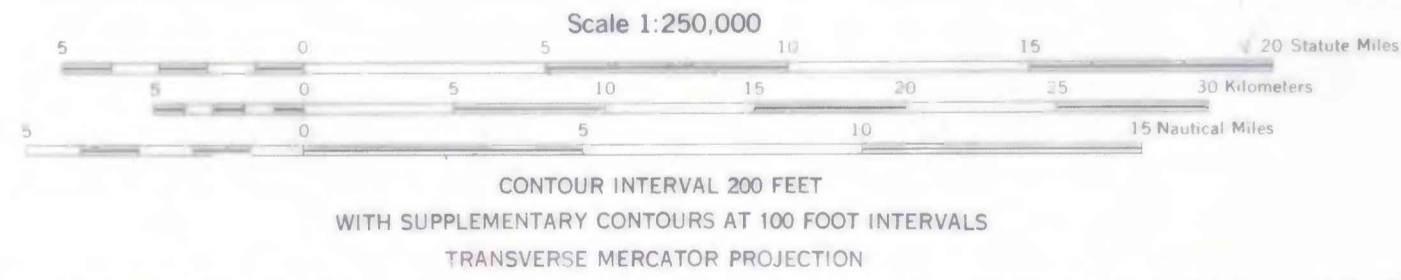 Scale 1:250,000
5 0 5 10 15 20 Statute Miles
5 0 5 10 15 20 25 30 Kilometers
5 0 5 10 15 Nautical Miles
CONTOUR INTERVAL 200 FEET
WITH SUPPLEMENTARY CONTOURS AT 100 FOOT INTERVALS
TRANSVERSE MERCATOR PROJECTION